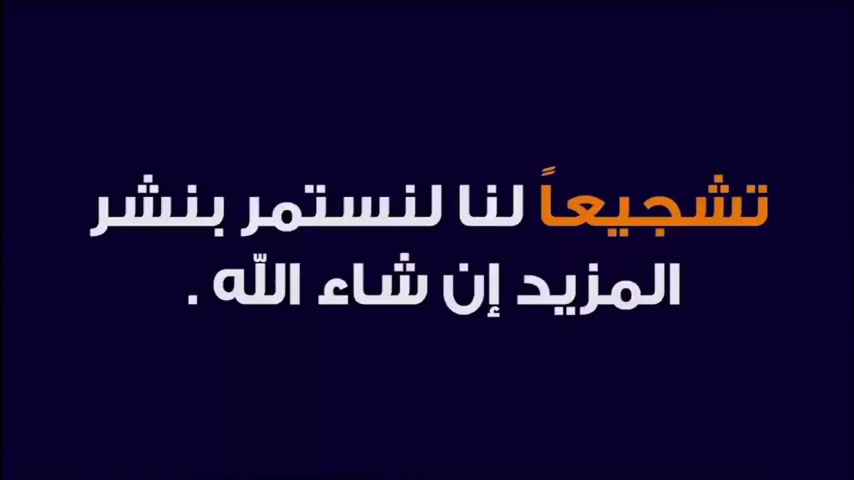 تشجيعاً لنا لنستمر بنشر
المزيد إن شاء الله .